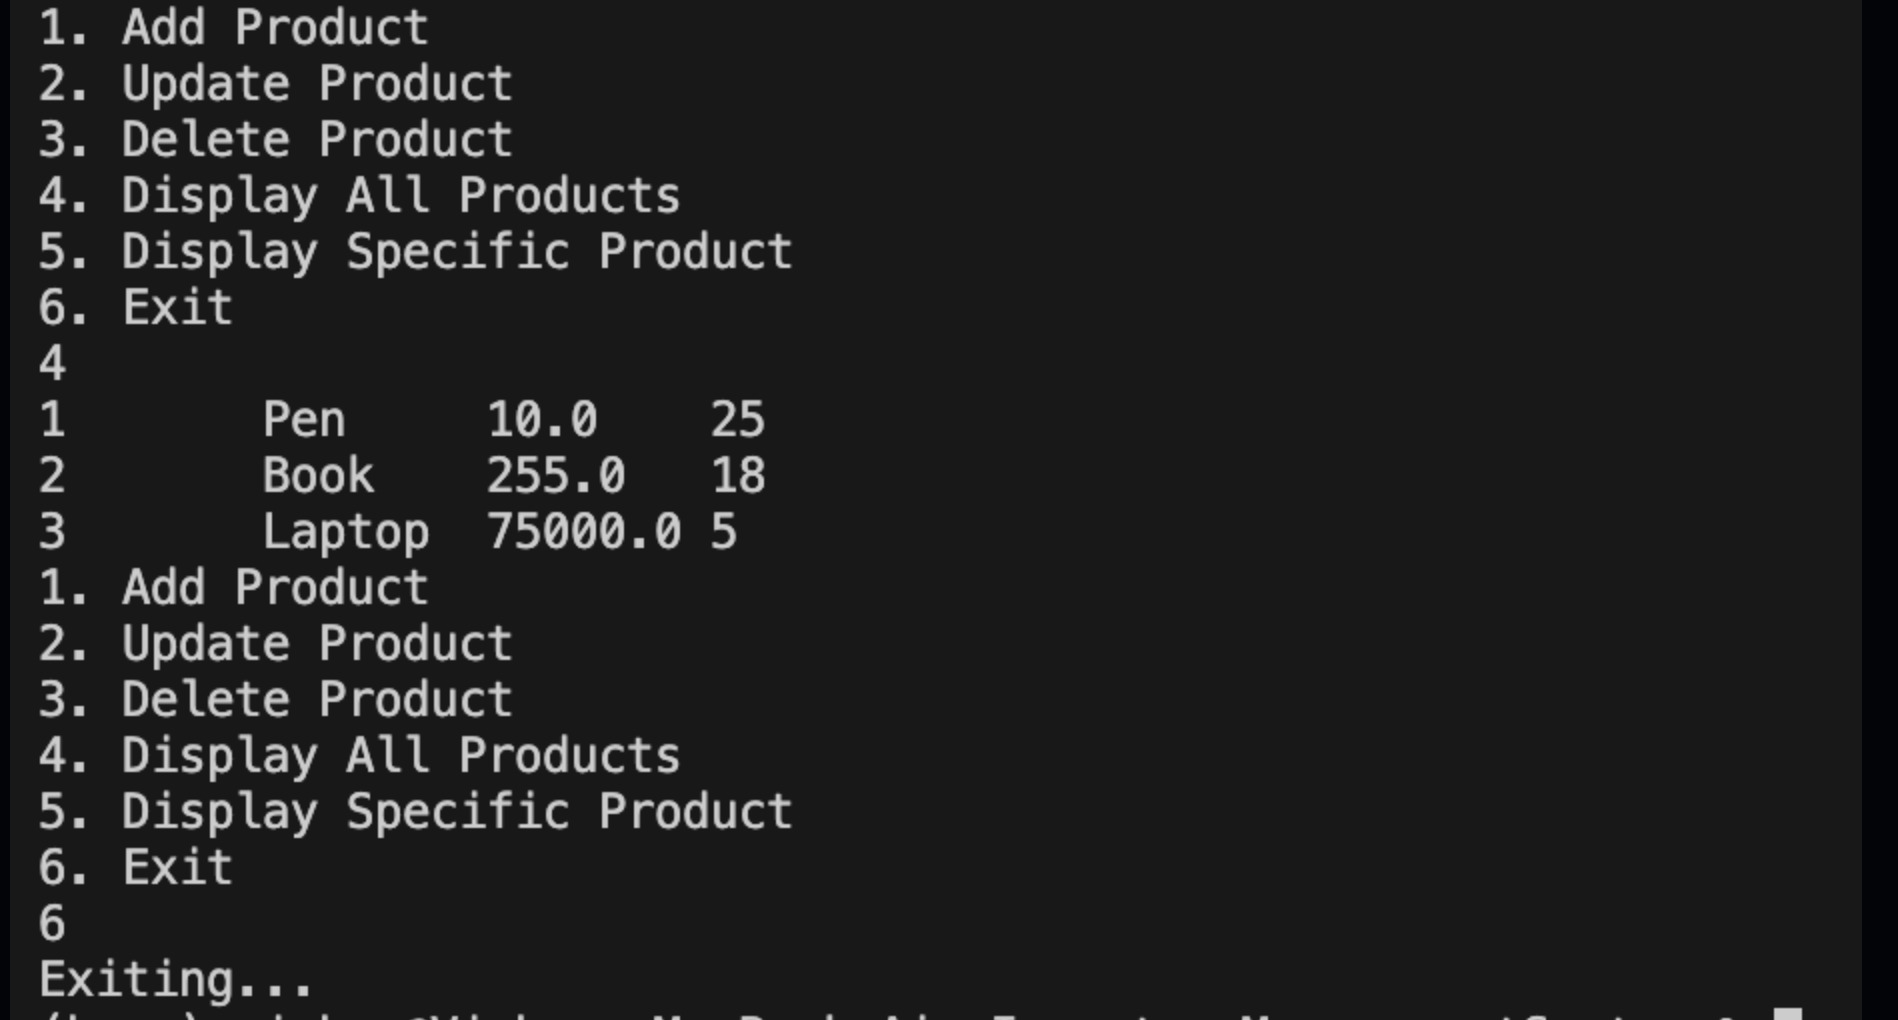 1. Add Product
2. Update Product
3. Delete Product
4. Display All Products
5. Display Specific Product
6. Exit
4
1       Pen     10.0    25
2       Book    255.0   18
3       Laptop  75000.0 5
1. Add Product
2. Update Product
3. Delete Product
4. Display All Products
5. Display Specific Product
6. Exit
6
Exiting...